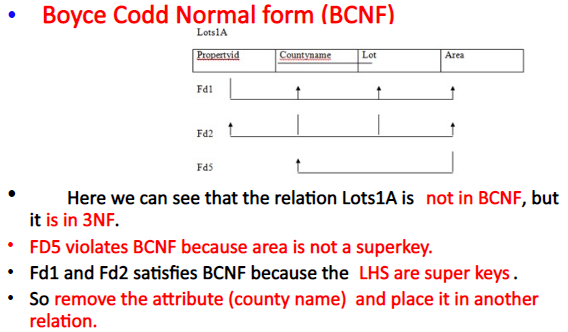 • Boyce Codd Normal form (BCNF)
Lots1A
Propertyid Countyname Lot Area
Fd1
Fd2
Fd5
• Here we can see that the relation Lots1A is not in BCNF, but
it is in 3NF.
• FD5 violates BCNF because area is not a superkey.
• Fd1 and Fd2 satisfies BCNF because the LHS are super keys.
• So remove the attribute (county name) and place it in another
relation.